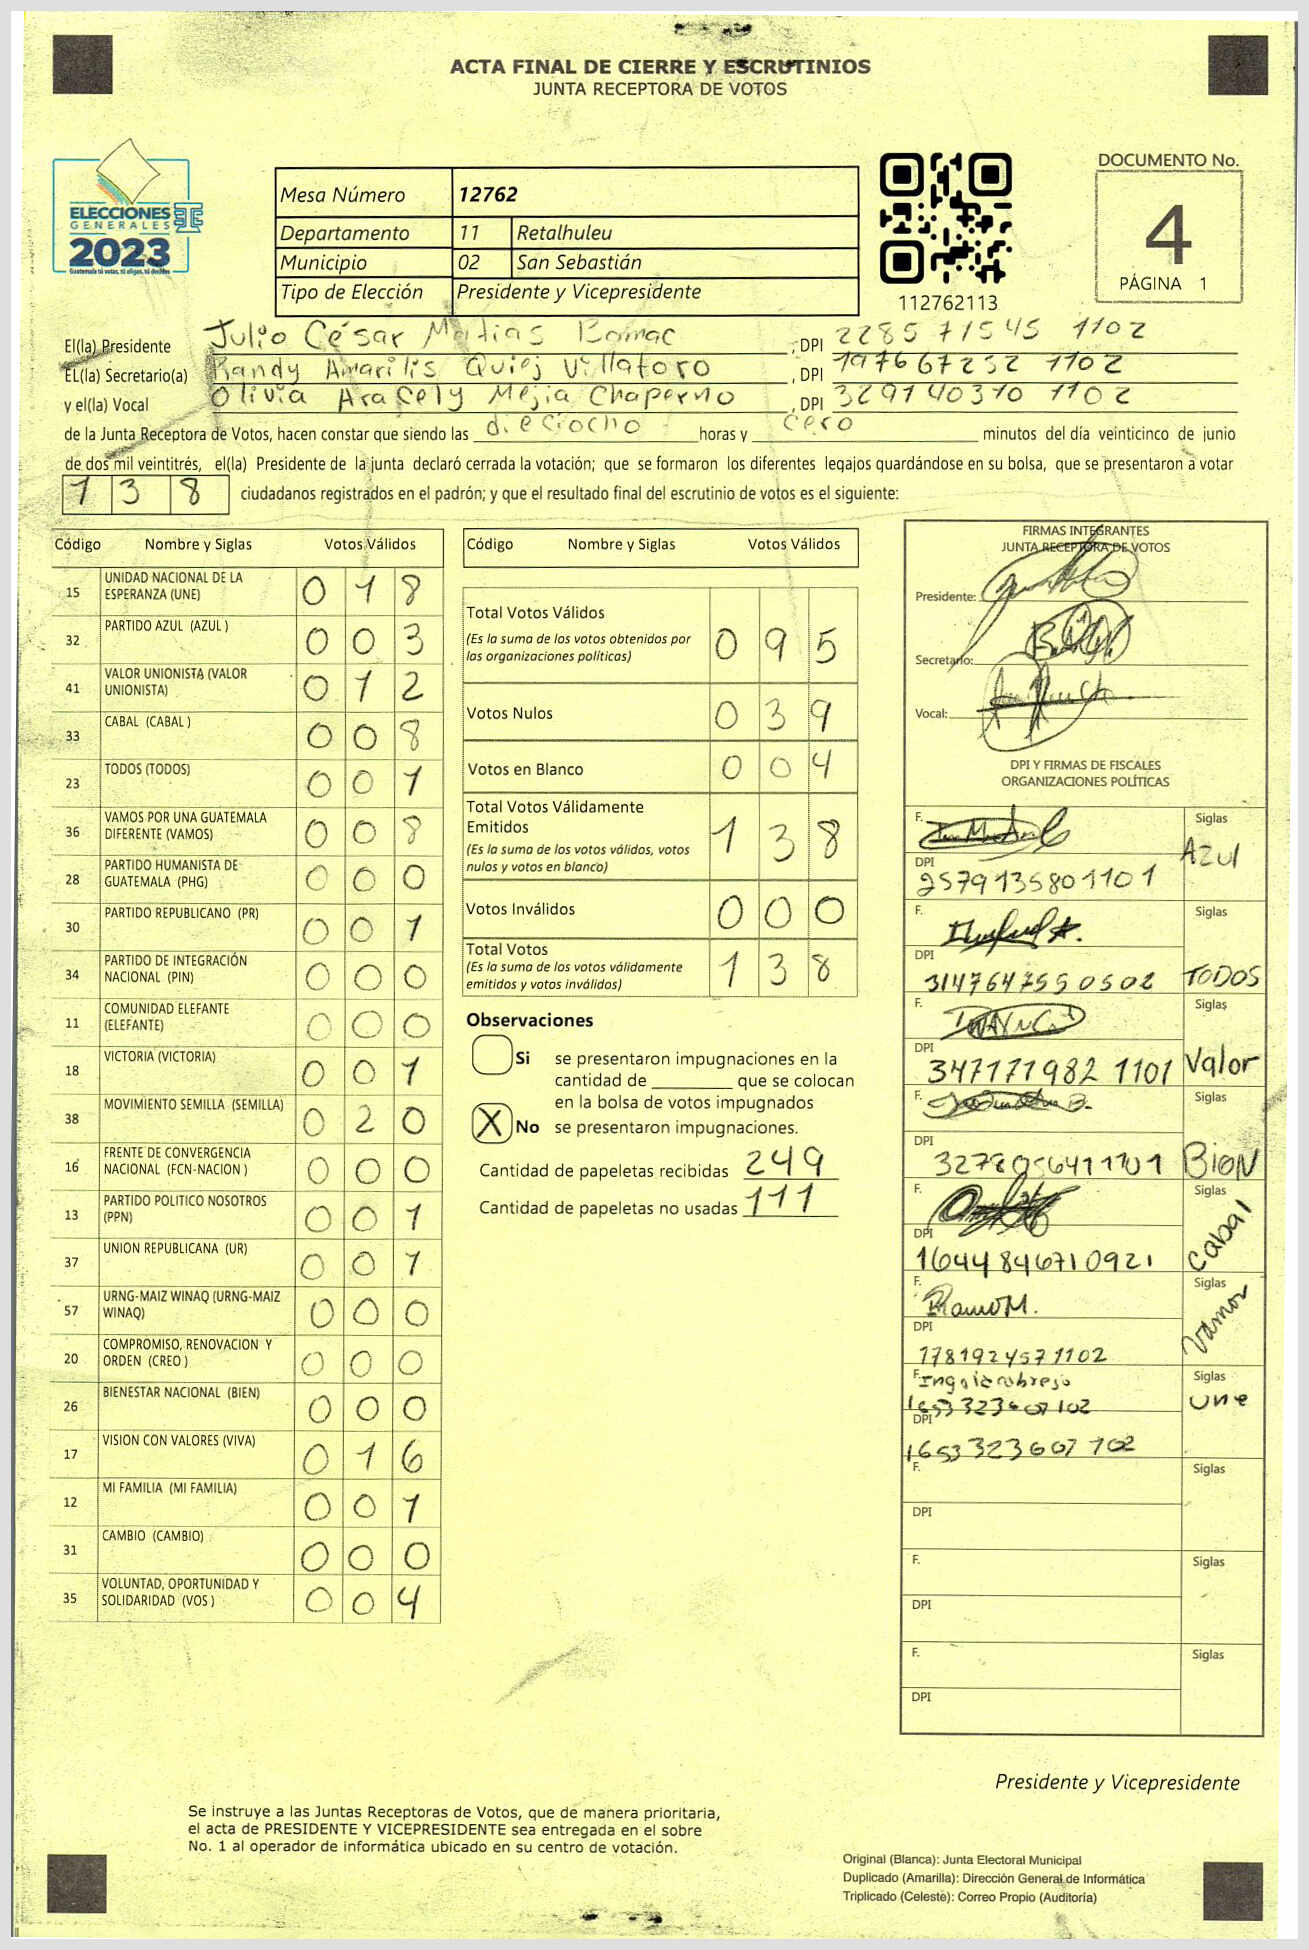 ACTA FINAL DE CIERRE Y ESCRUTINIOS
JUNTA RECEPTORA DE VOTOS
ELECCIONES
GENERALES
2023
Guatemala tú votas, tú eliges, tú decides
Mesa Número 12762
Departamento 11 Retalhuleu
Municipio 02 San Sebastián
Tipo de Elección Presidente y Vicepresidente
112762113
DOCUMENTO No.
4
PÁGINA 1
El(la) Presidente Julio César Matias , DPI 2285 71545 1102
EL(la) Secretario(a) Randy Amarilis Quiej Villatoro , DPI 197667232 1102
y el(la) Vocal Olivia Aracely Mejia Chaperno , DPI 329140310 1102
de la Junta Receptora de Votos, hacen constar que siendo las dieciocho horas y cero minutos del día veinticinco de junio
de dos mil veintitrés, el(la) Presidente de la junta declaró cerrada la votación; que se formaron los diferentes legajos guardándose en su bolsa, que se presentaron a votar
1 3 8 ciudadanos registrados en el padrón; y que el resultado final del escrutinio de votos es el siguiente:
Código Nombre y Siglas Votos Válidos
15 UNIDAD NACIONAL DE LA ESPERANZA (UNE) 0 1 8
32 PARTIDO AZUL (AZUL ) 0 0 3
41 VALOR UNIONISTA (VALOR UNIONISTA) 0 1 2
33 CABAL (CABAL ) 0 0 8
23 TODOS (TODOS) 0 0 1
36 VAMOS POR UNA GUATEMALA DIFERENTE (VAMOS) 0 0 8
28 PARTIDO HUMANISTA DE GUATEMALA (PHG) 0 0 0
30 PARTIDO REPUBLICANO (PR) 0 0 1
34 PARTIDO DE INTEGRACIÓN NACIONAL (PIN) 0 0 0
11 COMUNIDAD ELEFANTE (ELEFANTE) 0 0 0
18 VICTORIA (VICTORIA) 0 0 1
38 MOVIMIENTO SEMILLA (SEMILLA) 0 2 0
16 FRENTE DE CONVERGENCIA NACIONAL (FCN-NACION ) 0 0 0
13 PARTIDO POLITICO NOSOTROS (PPN) 0 0 1
37 UNION REPUBLICANA (UR) 0 0 1
57 URNG-MAIZ WINAQ (URNG-MAIZ WINAQ) 0 0 0
20 COMPROMISO, RENOVACION Y ORDEN (CREO ) 0 0 0
26 BIENESTAR NACIONAL (BIEN) 0 0 0
17 VISION CON VALORES (VIVA) 0 1 6
12 MI FAMILIA (MI FAMILIA) 0 0 1
31 CAMBIO (CAMBIO) 0 0 0
35 VOLUNTAD, OPORTUNIDAD Y SOLIDARIDAD (VOS ) 0 0 4
Código Nombre y Siglas Votos Válidos
Total Votos Válidos 0 9 5
(Es la suma de los votos obtenidos por
las organizaciones políticas)
Votos Nulos 0 3 9
Votos en Blanco 0 0 4
Total Votos Válidamente
Emitidos 1 3 8
(Es la suma de los votos válidos, votos
nulos y votos en blanco)
Votos Inválidos 0 0 0
Total Votos 1 3 8
(Es la suma de los votos válidamente
emitidos y votos inválidos)
Observaciones
Si se presentaron impugnaciones en la
cantidad de ________ que se colocan
en la bolsa de votos impugnados
X No se presentaron impugnaciones.
Cantidad de papeletas recibidas 249
Cantidad de papeletas no usadas 111
FIRMAS INTEGRANTES
JUNTA RECEPTORA DE VOTOS
Presidente:
Secretario:
Vocal:
DPI Y FIRMAS DE FISCALES
ORGANIZACIONES POLÍTICAS
F. Siglas
Azul
DPI
2579135801101
F. Siglas
DPI
3147647550502 TODOS
F. Siglas
DPI
347171982 1101 Valor
F. Siglas
DPI
3278056411101 BIEN
F. Siglas
DPI Cabal
1644846710921
F. Siglas
DPI Vamos
1781924571102
F. Siglas
1653323607102 une
DPI
1653323607 102
F. Siglas
DPI
F. Siglas
DPI
F. Siglas
DPI
Presidente y Vicepresidente
Se instruye a las Juntas Receptoras de Votos, que de manera prioritaria,
el acta de PRESIDENTE Y VICEPRESIDENTE sea entregada en el sobre
No. 1 al operador de informática ubicado en su centro de votación.
Original (Blanca): Junta Electoral Municipal
Duplicado (Amarilla): Dirección General de Informática
Triplicado (Celeste): Correo Propio (Auditoría)